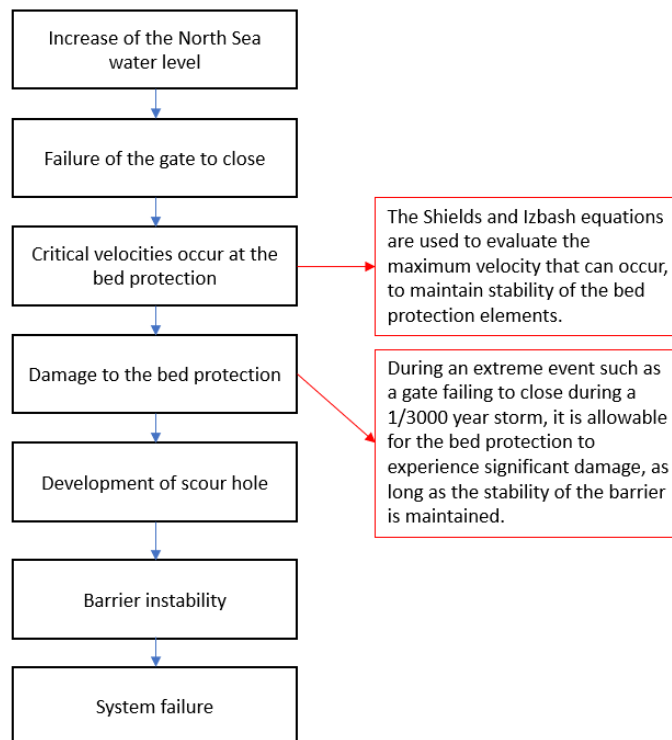 Increase of the North Sea
water level
Failure of the gate to close
Critical velocities occur at the
bed protection
The Shields and Izbash equations
are used to evaluate the
maximum velocity that can occur,
to maintain stability of the bed
protection elements.
Damage to the bed protection
During an extreme event such as
a gate failing to close during a
1/3000 year storm, it is allowable
for the bed protection to
experience significant damage, as
long as the stability of the barrier
is maintained.
Development of scour hole
Barrier instability
System failure